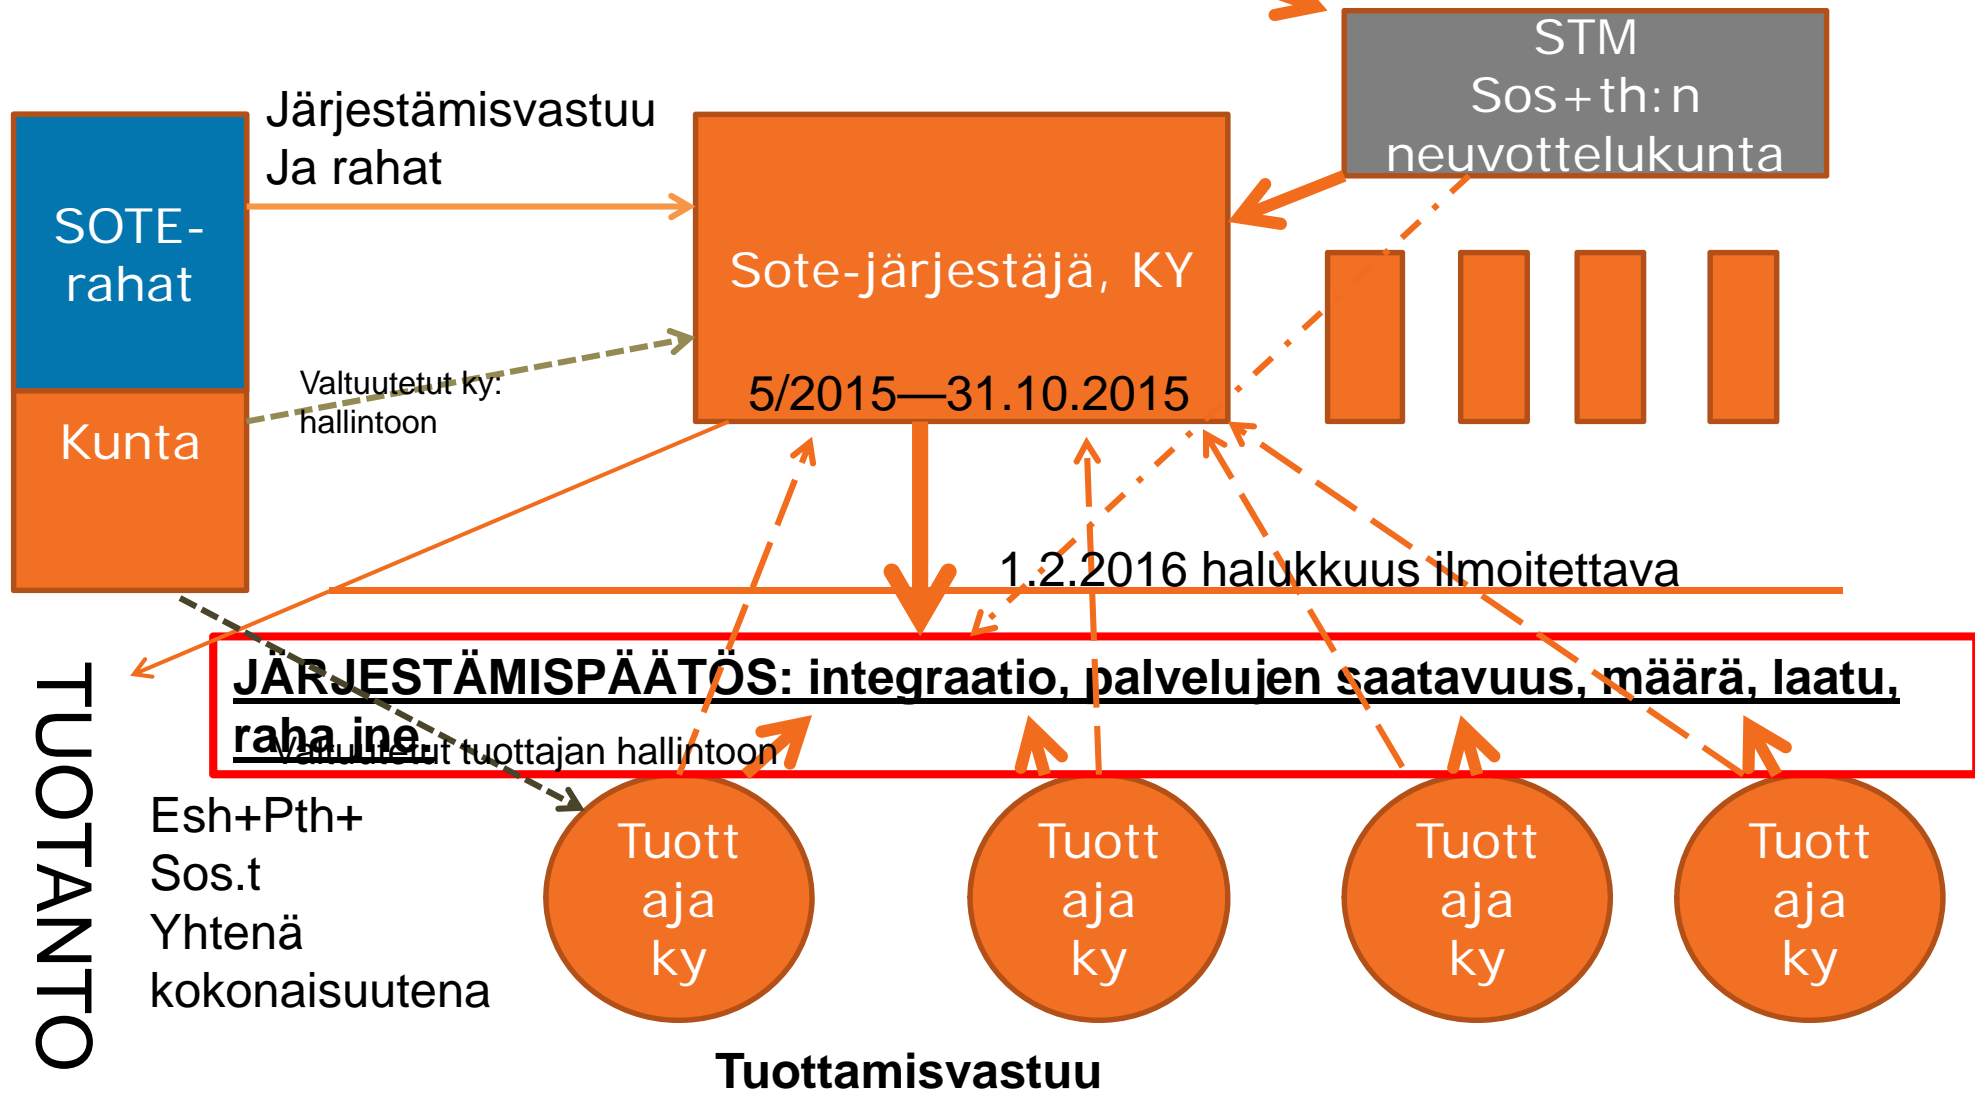 STM
Sos+th:n
neuvottelukunta
Järjestämisvastuu
Ja rahat
SOTE-
rahat
Sote-järjestäjä, KY
Valtuutetut ky:
hallintoon
5/2015—31.10.2015
Kunta
1.2.2016 halukkuus ilmoitettava
JÄRJESTÄMISPÄÄTÖS: integraatio, palvelujen saatavuus, määrä, laatu,
raha jne.
Valtuutetut tuottajan hallintoon
TUOTANTO
Esh+Pth+
Sos.t
Yhtenä
kokonaisuutena
Tuott
aja
ky
Tuott
aja
ky
Tuott
aja
ky
Tuott
aja
ky
Tuottamisvastuu